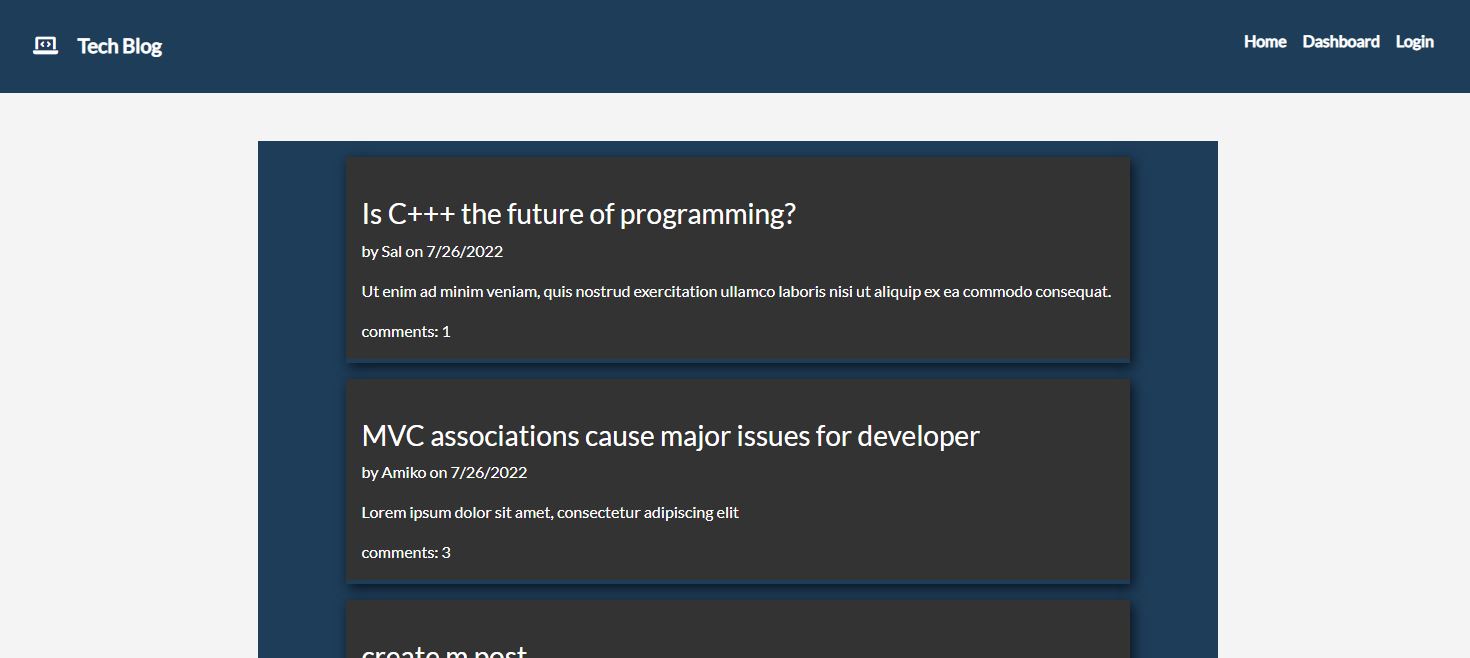 Tech Blog
Home Dashboard Login
Is C+++ the future of programming?
by Sal on 7/26/2022
Ut enim ad minim veniam, quis nostrud exercitation ullamco laboris nisi ut aliquip ex ea commodo consequat.
comments: 1
MVC associations cause major issues for developer
by Amiko on 7/26/2022
Lorem ipsum dolor sit amet, consectetur adipiscing elit
comments: 3
create m post